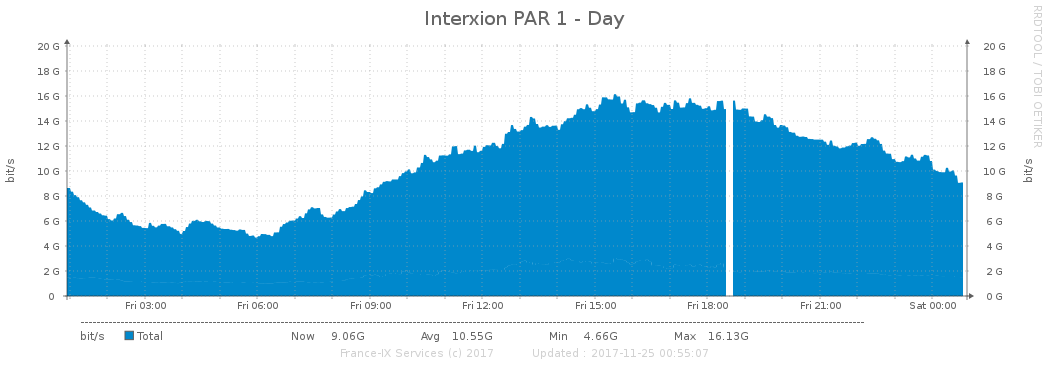 Interxion PAR 1 - Day
RRDTOOL / TOBI OETIKER
bit/s
bit/s
20 G 20 G
18 G 18 G
16 G 16 G
14 G 14 G
12 G 12 G
10 G 10 G
8 G 8 G
6 G 6 G
4 G 4 G
2 G 2 G
0 0 G
Fri 03:00 Fri 06:00 Fri 09:00 Fri 12:00 Fri 15:00 Fri 18:00 Fri 21:00 Sat 00:00
bit/s Total Now 9.06G Avg 10.55G Min 4.66G Max 16.13G
France-IX Services (c) 2017 Updated : 2017-11-25 00:55:07